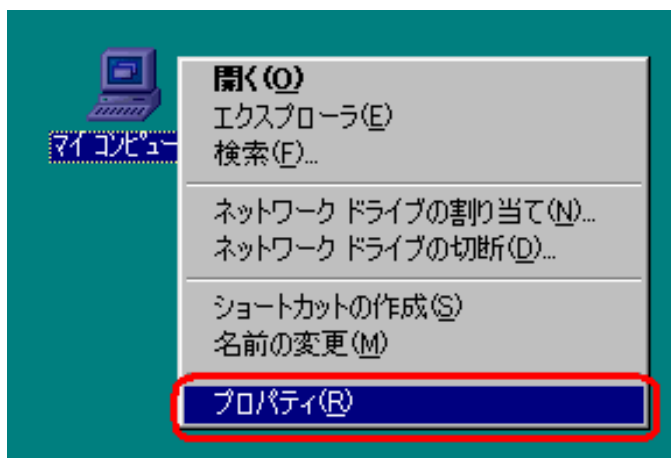 マイ コンピュー
開く(O)
エクスプローラ(E)
検索(F)...
ネットワーク ドライブの割り当て(N)...
ネットワーク ドライブの切断(D)...
ショートカットの作成(S)
名前の変更(M)
プロパティ(R)